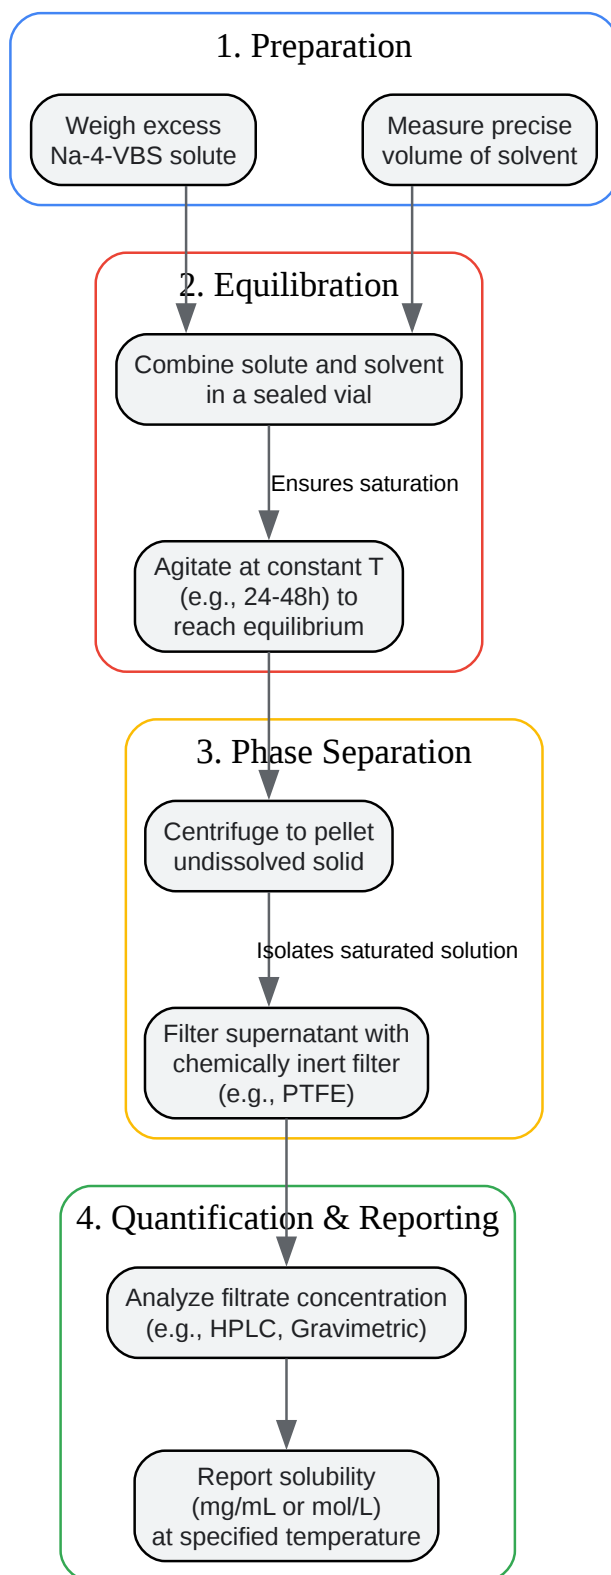 1. Preparation
Weigh excess
Na-4-VBS solute
Measure precise
volume of solvent
2. Equilibration
Combine solute and solvent
in a sealed vial
Ensures saturation
Agitate at constant T
(e.g., 24-48h) to
reach equilibrium
3. Phase Separation
Centrifuge to pellet
undissolved solid
Isolates saturated solution
Filter supernatant with
chemically inert filter
(e.g., PTFE)
4. Quantification & Reporting
Analyze filtrate concentration
(e.g., HPLC, Gravimetric)
Report solubility
(mg/mL or mol/L)
at specified temperature